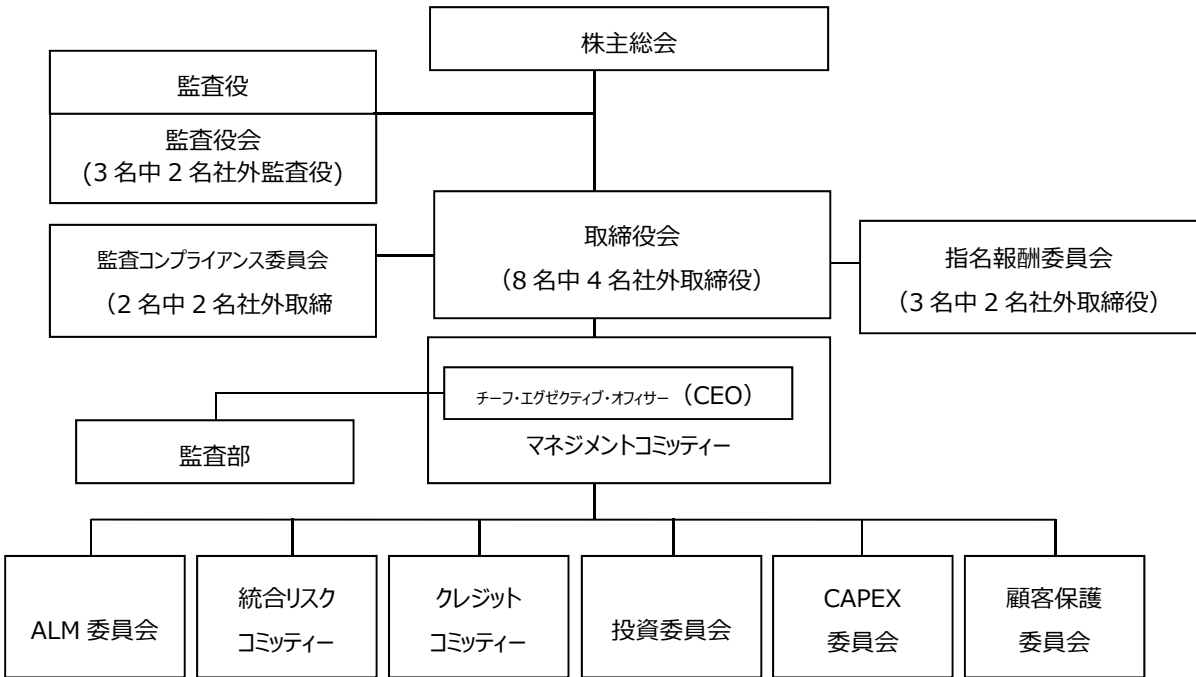 株主総会
監査役
監査役会
(3 名中 2 名社外監査役)
取締役会
(8 名中 4 名社外取締役)
監査コンプライアンス委員会
(2 名中 2 名社外取締
指名報酬委員会
(3 名中 2 名社外取締役)
チーフ・エグゼクティブ・オフィサー (CEO)
マネジメントコミッティー
監査部
ALM 委員会
統合リスク
コミッティー
クレジット
コミッティー
投資委員会
CAPEX
委員会
顧客保護
委員会